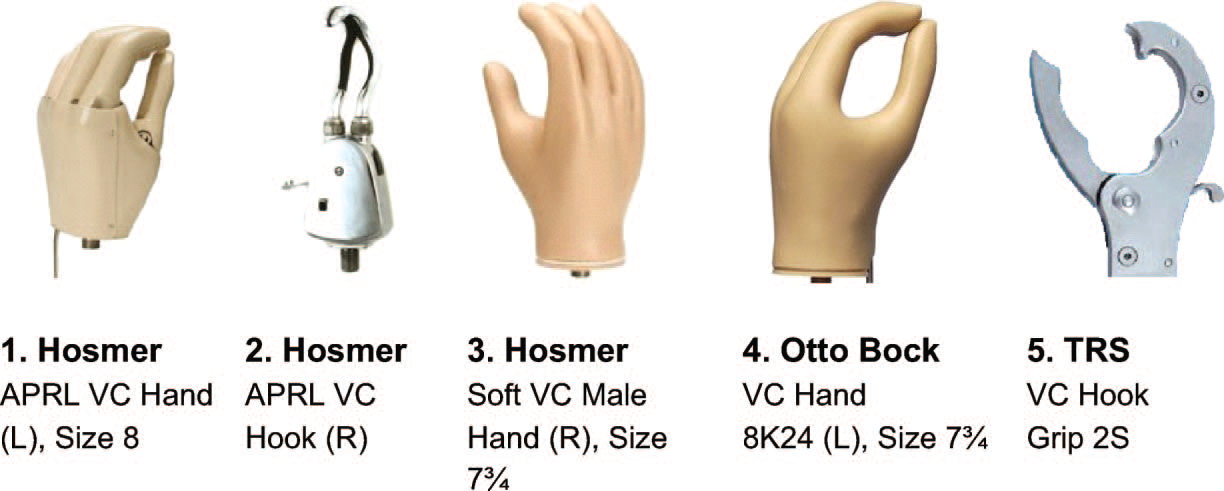 1. Hosmer
APRL VC Hand
(L), Size 8
2. Hosmer
APRL VC
Hook (R)
3. Hosmer
Soft VC Male
Hand (R), Size
7¾
4. Otto Bock
VC Hand
8K24 (L), Size 7¾
5. TRS
VC Hook
Grip 2S